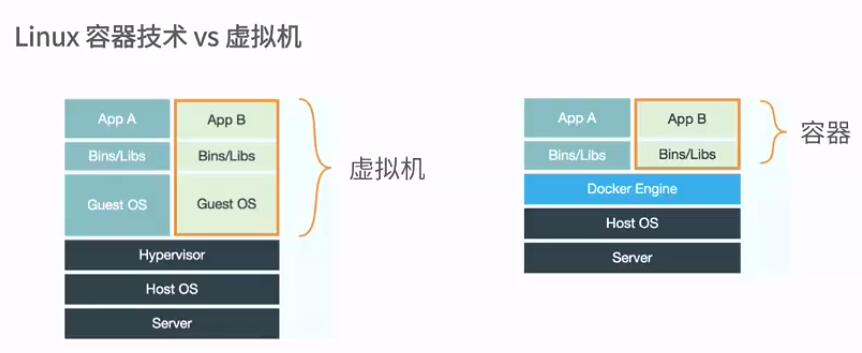 Linux 容器技术 vs 虚拟机
App A
App B
Bins/Libs
Bins/Libs
Guest OS
Guest OS
Hypervisor
Host OS
Server
虚拟机
App A
App B
Bins/Libs
Bins/Libs
Docker Engine
Host OS
Server
容器